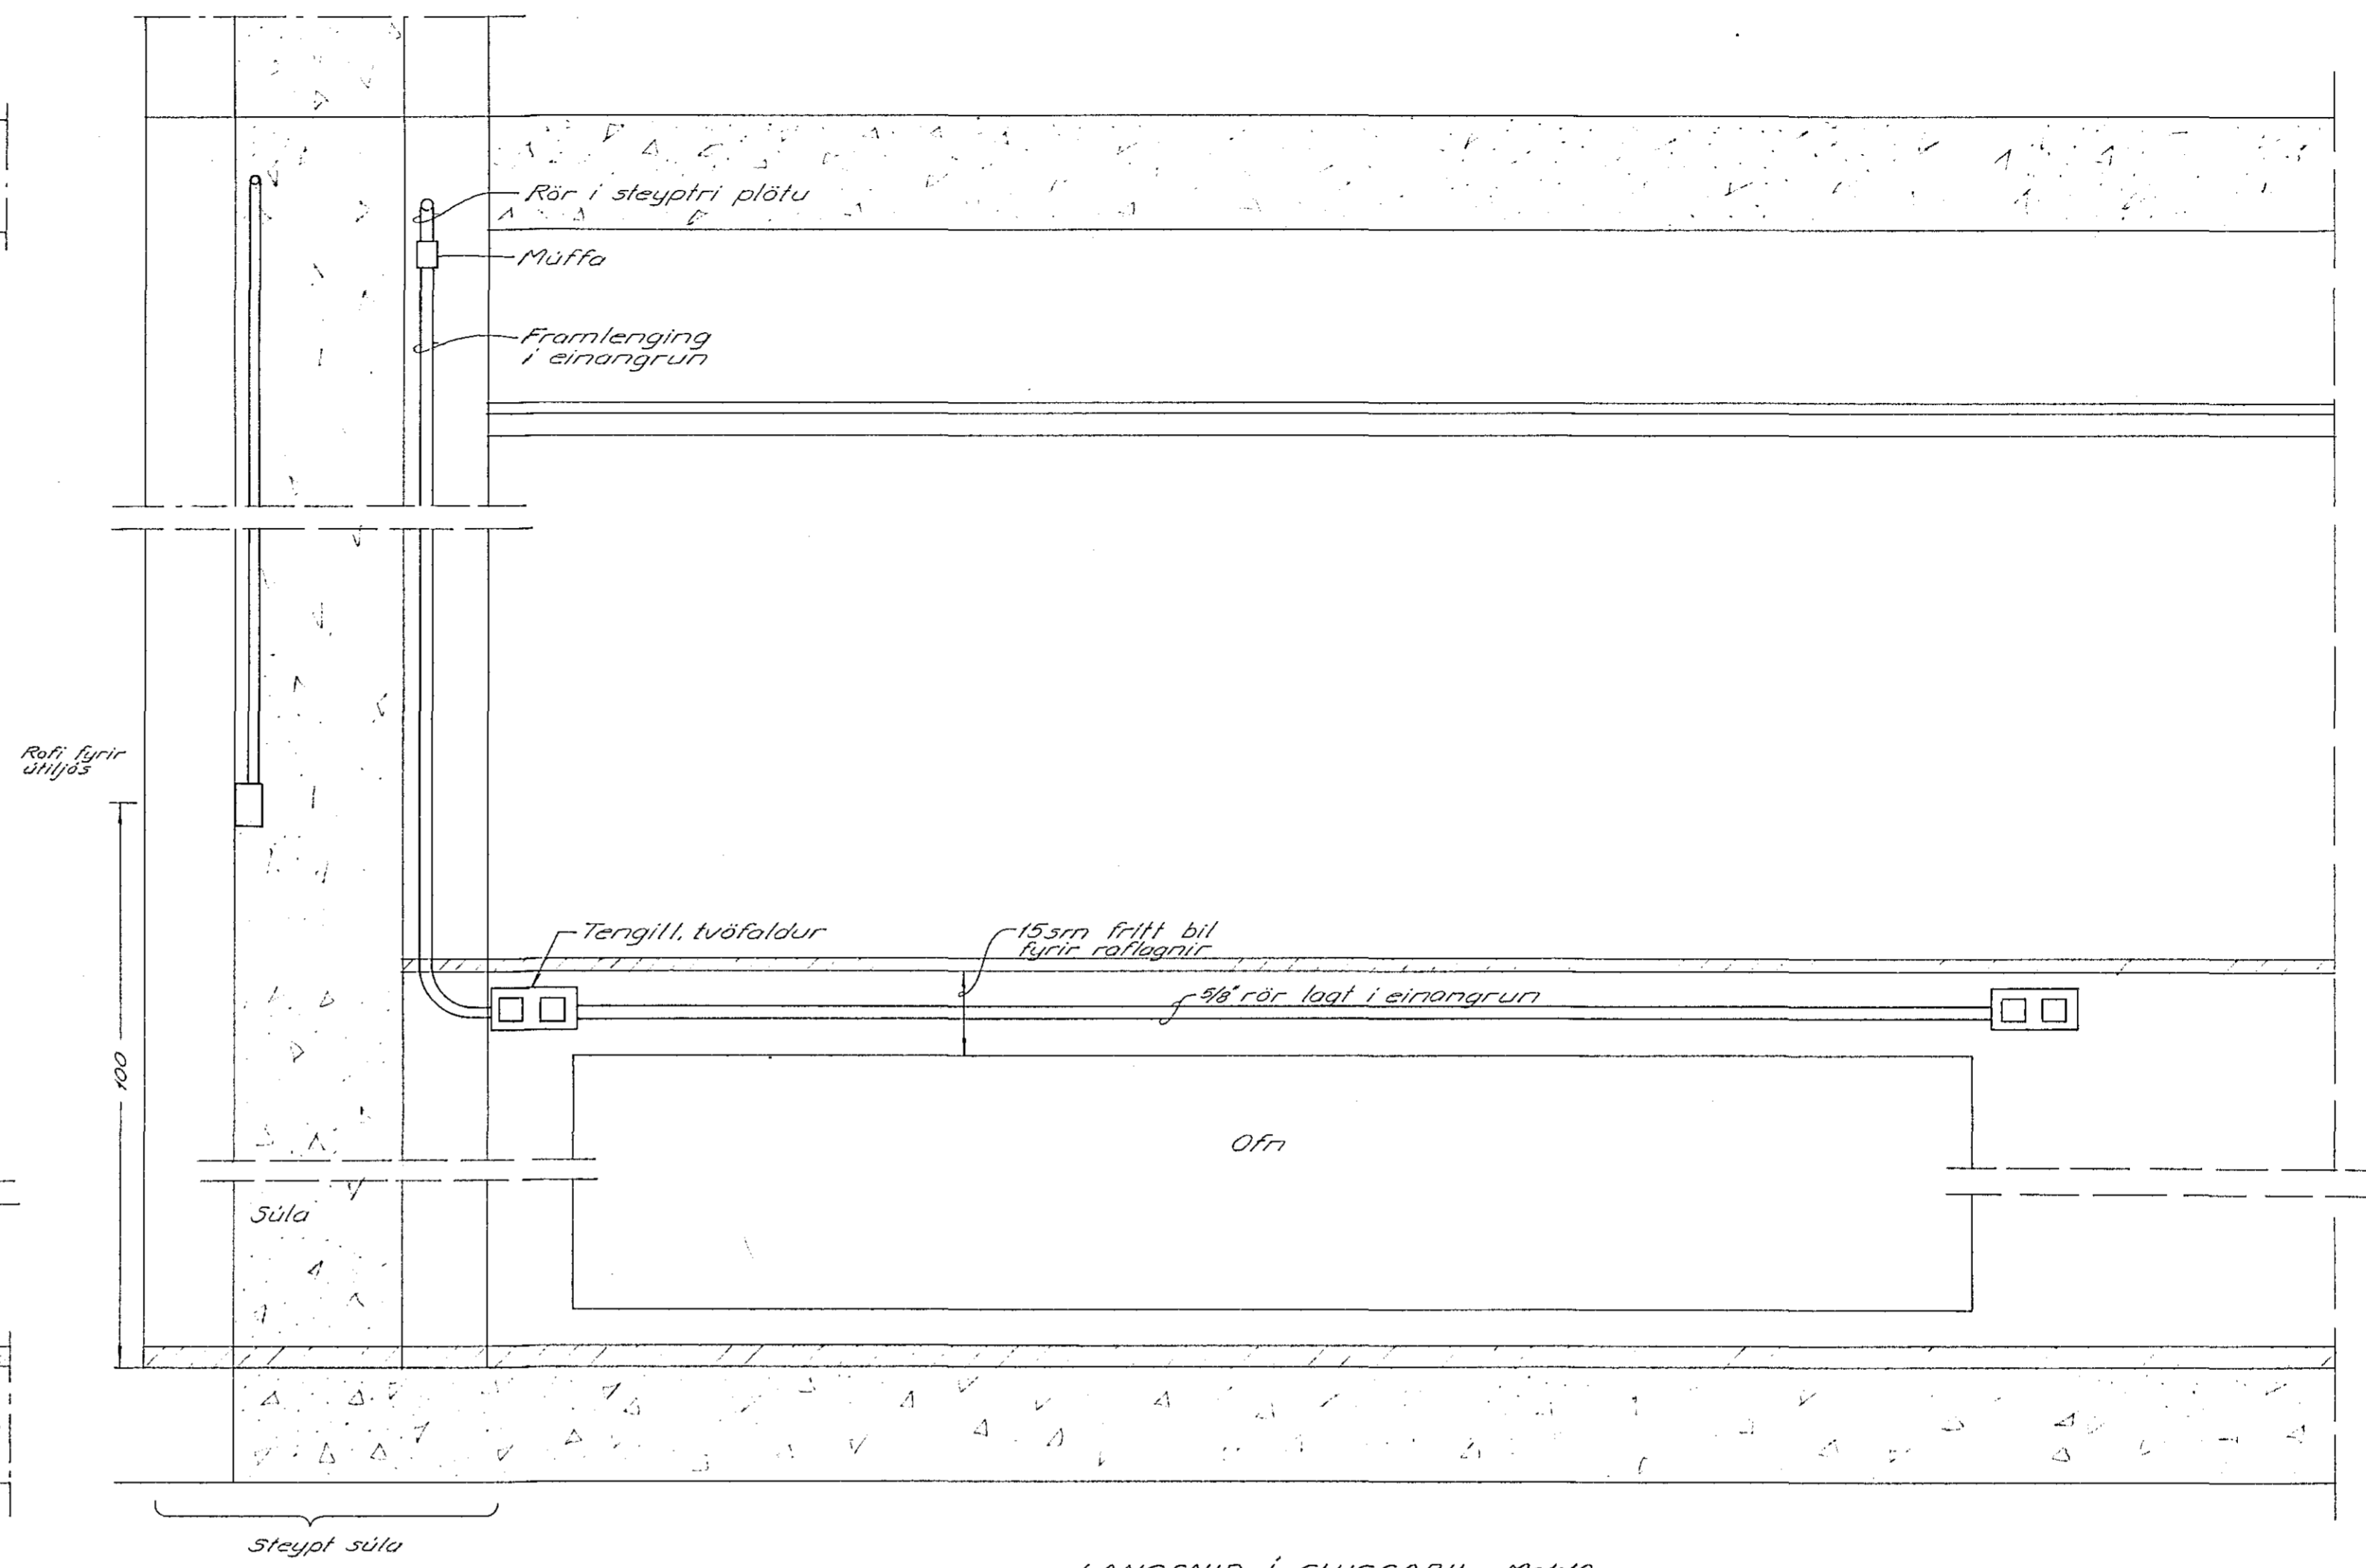 Rör í steyptri plötu
Múffa
Framlenging
í einangrun
Rofi fyrir
útiljós
Tengill, tvöfaldur
15sm frítt bil
fyrir raflagnir
5/8" rör lagt í einangrun
100
Ofn
Súla
Steypt súla